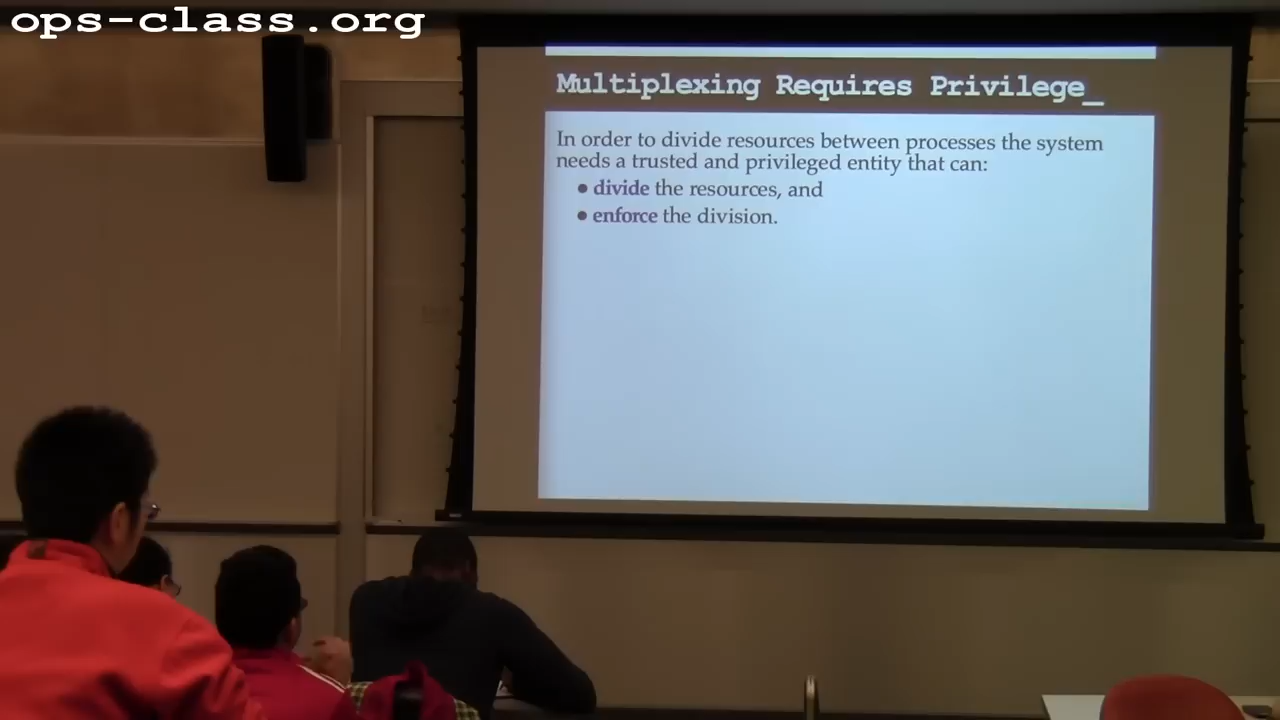 ops-class.org
Multiplexing Requires Privilege_
In order to divide resources between processes the system
needs a trusted and privileged entity that can:
● divide the resources, and
● enforce the division.